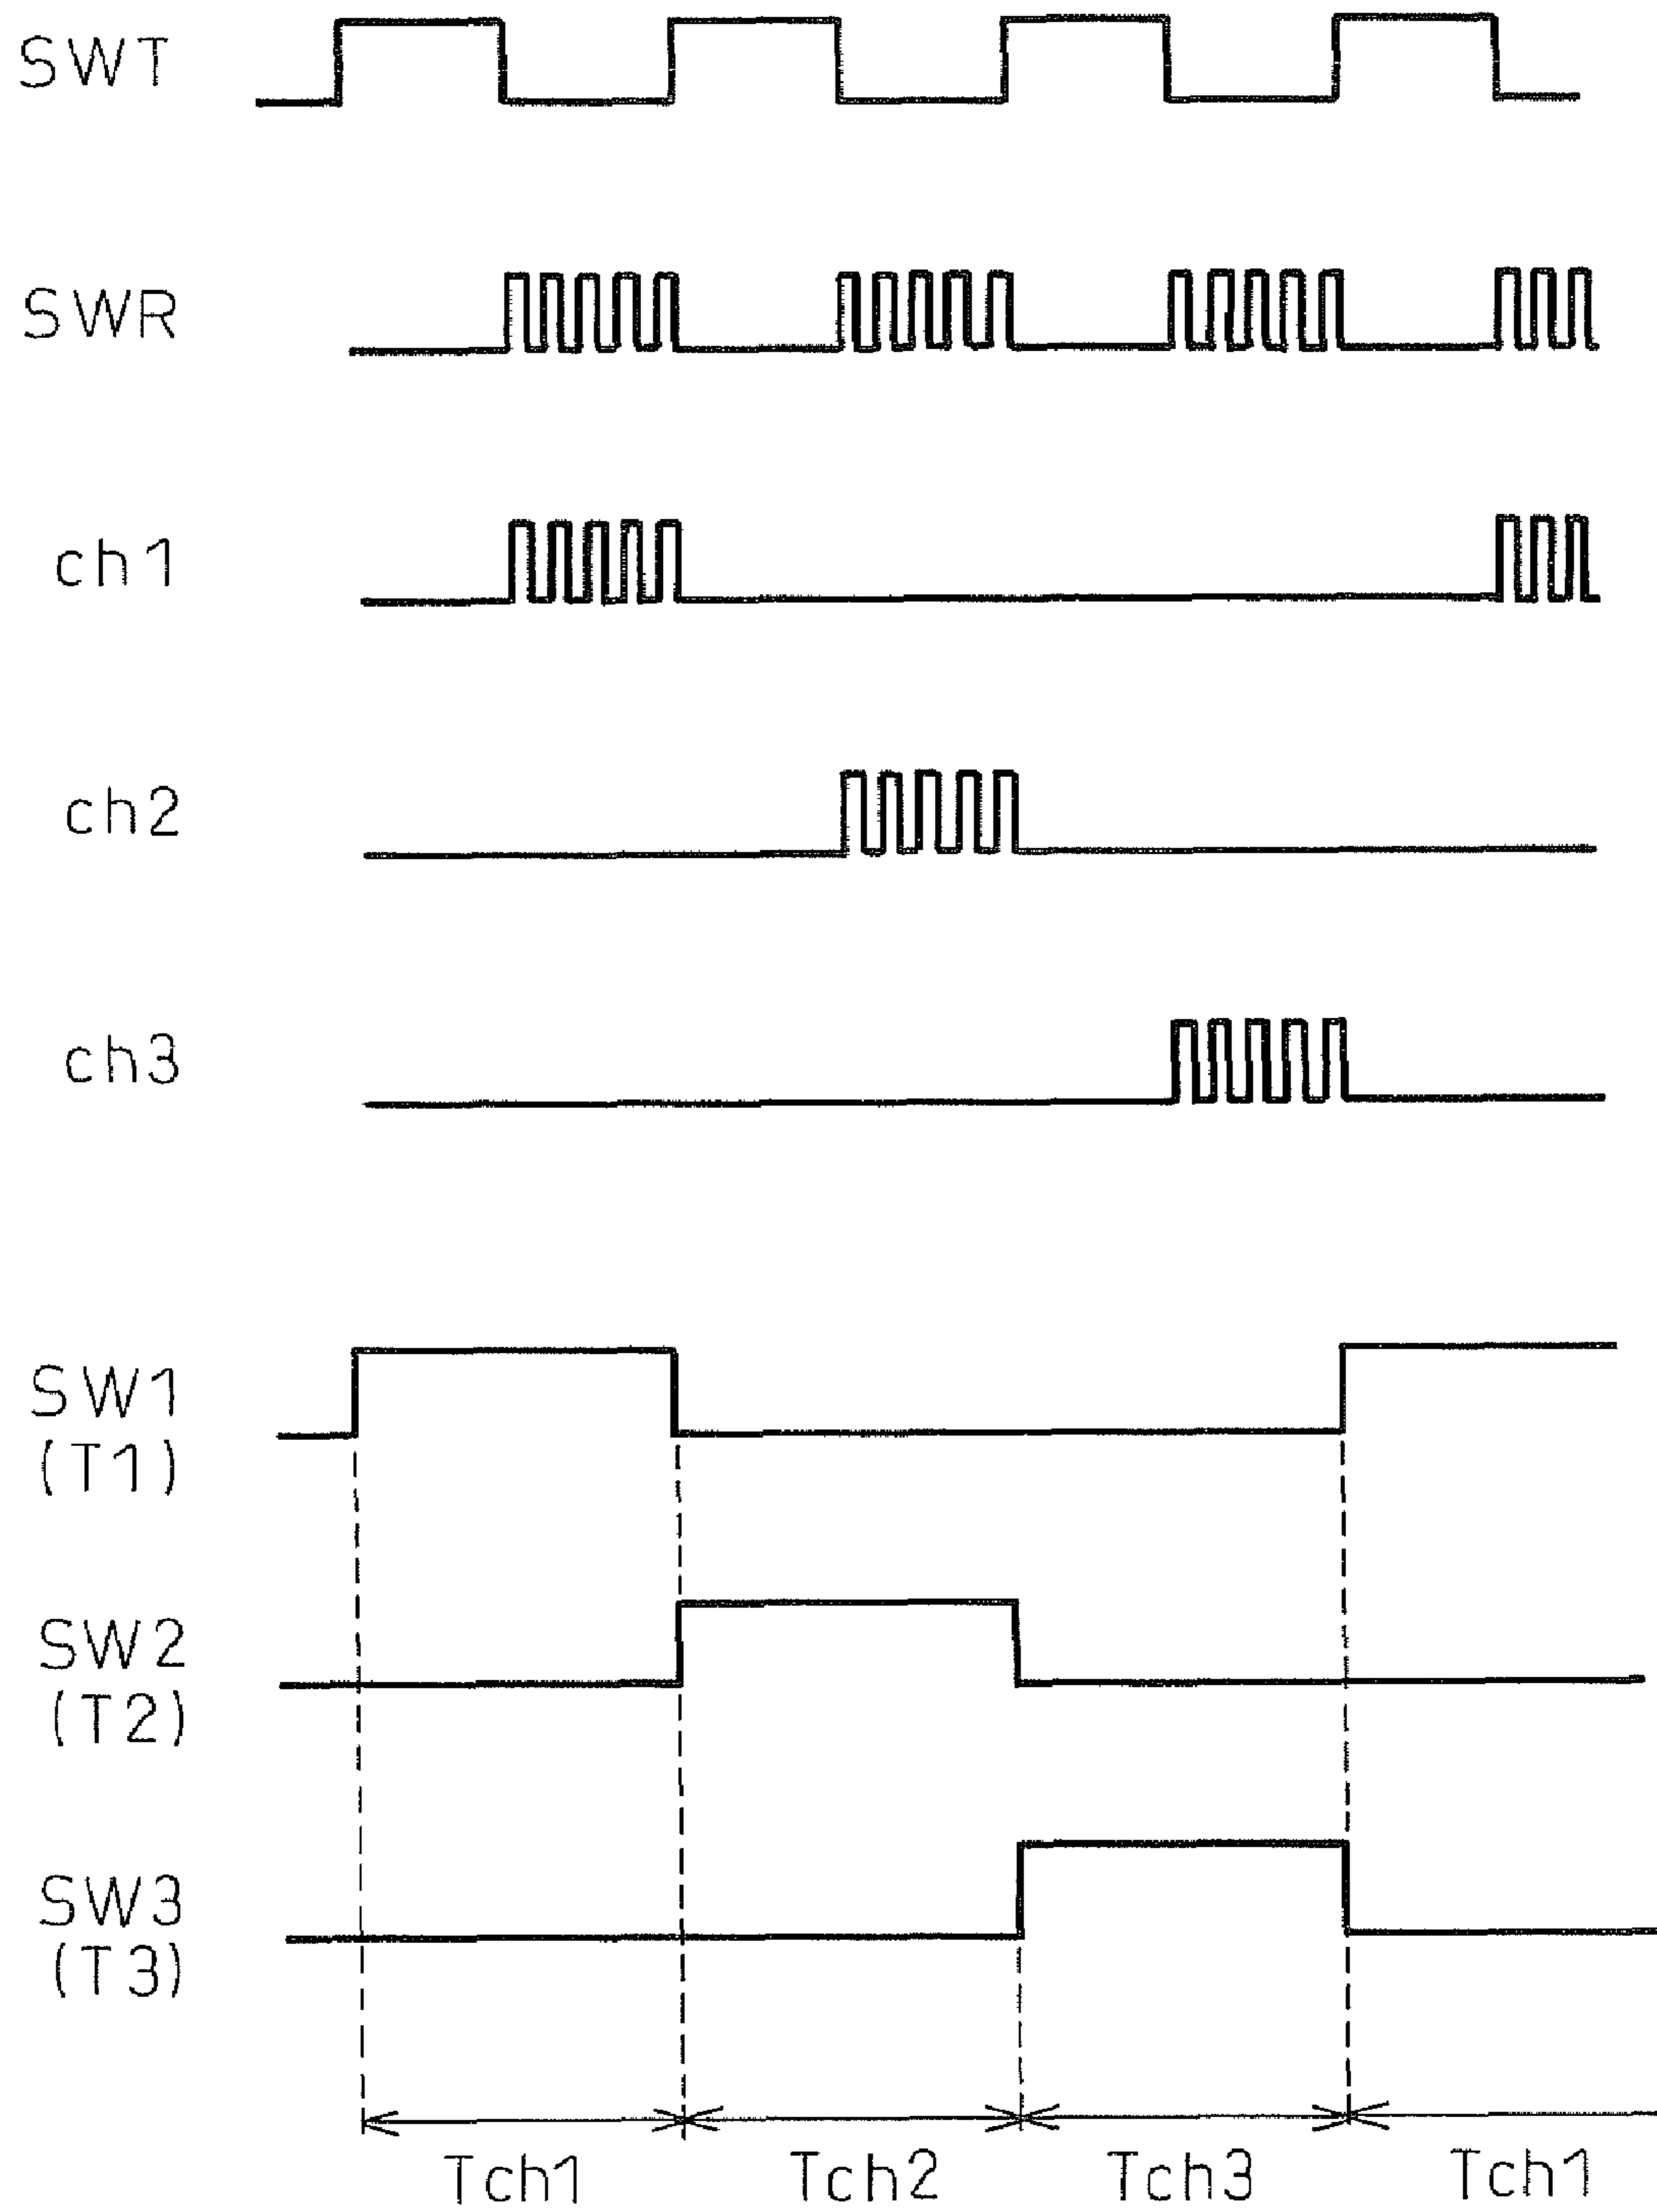 SWT
SWR
ch1
ch2
ch3
SW1
(T1)
SW2
(T2)
SW3
(T3)
Tch1 Tch2 Tch3 Tch1